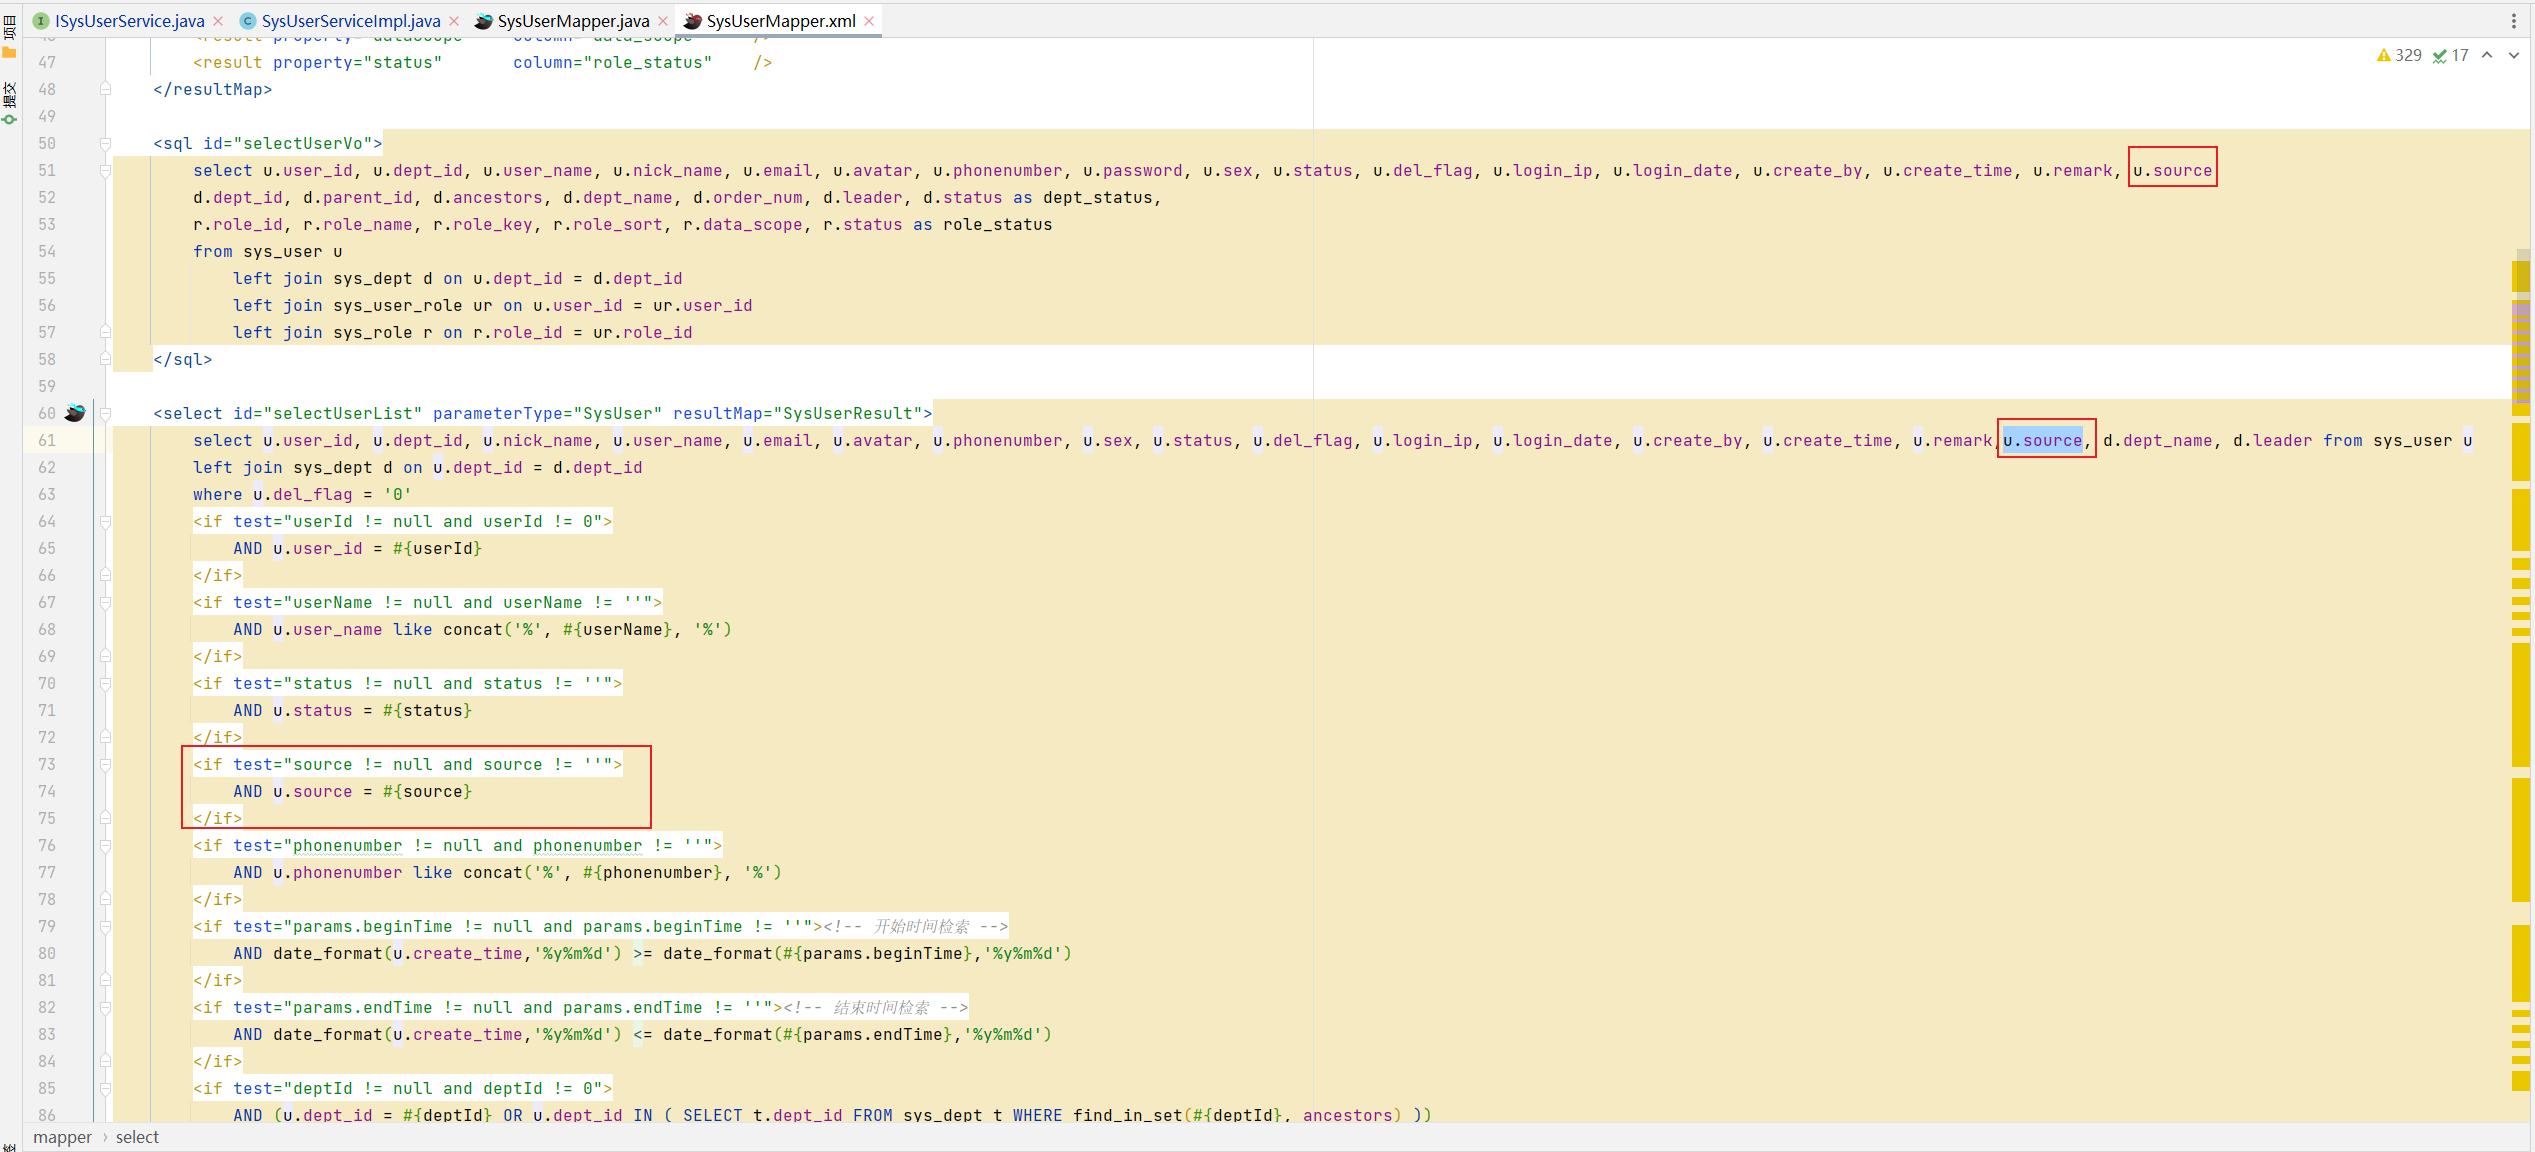 ISysUserService.java SysUserServiceImpl.java SysUserMapper.java SysUserMapper.xml
项目
提交
329 17
47 <result property="status" column="role_status" />
48 </resultMap>
49
50 <sql id="selectUserVo">
51 select u.user_id, u.dept_id, u.user_name, u.nick_name, u.email, u.avatar, u.phonenumber, u.password, u.sex, u.status, u.del_flag, u.login_ip, u.login_date, u.create_by, u.create_time, u.remark, u.source
52 d.dept_id, d.parent_id, d.ancestors, d.dept_name, d.order_num, d.leader, d.status as dept_status,
53 r.role_id, r.role_name, r.role_key, r.role_sort, r.data_scope, r.status as role_status
54 from sys_user u
55 left join sys_dept d on u.dept_id = d.dept_id
56 left join sys_user_role ur on u.user_id = ur.user_id
57 left join sys_role r on r.role_id = ur.role_id
58 </sql>
59
60 <select id="selectUserList" parameterType="SysUser" resultMap="SysUserResult">
61 select u.user_id, u.dept_id, u.nick_name, u.user_name, u.email, u.avatar, u.phonenumber, u.sex, u.status, u.del_flag, u.login_ip, u.login_date, u.create_by, u.create_time, u.remark,u.source, d.dept_name, d.leader from sys_user u
62 left join sys_dept d on u.dept_id = d.dept_id
63 where u.del_flag = '0'
64 <if test="userId != null and userId != 0">
65 AND u.user_id = #{userId}
66 </if>
67 <if test="userName != null and userName != ''">
68 AND u.user_name like concat('%', #{userName}, '%')
69 </if>
70 <if test="status != null and status != ''">
71 AND u.status = #{status}
72 </if>
73 <if test="source != null and source != ''">
74 AND u.source = #{source}
75 </if>
76 <if test="phonenumber != null and phonenumber != ''">
77 AND u.phonenumber like concat('%', #{phonenumber}, '%')
78 </if>
79 <if test="params.beginTime != null and params.beginTime != ''"><!-- 开始时间检索 -->
80 AND date_format(u.create_time,'%y%m%d') >= date_format(#{params.beginTime},'%y%m%d')
81 </if>
82 <if test="params.endTime != null and params.endTime != ''"><!-- 结束时间检索 -->
83 AND date_format(u.create_time,'%y%m%d') <= date_format(#{params.endTime},'%y%m%d')
84 </if>
85 <if test="deptId != null and deptId != 0">
86 AND (u.dept_id = #{deptId} OR u.dept_id IN ( SELECT t.dept_id FROM sys_dept t WHERE find_in_set(#{deptId}, ancestors) ))
mapper › select